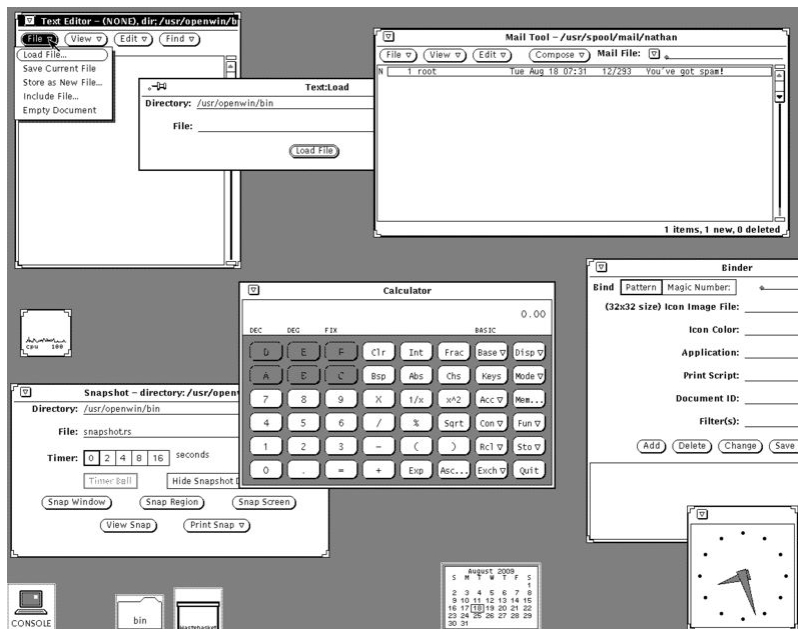 Text Editor – (NONE), dir; /usr/openwin/b
File View Edit Find
Load File...
Save Current File
Store as New File...
Include File...
Empty Document
Text:Load
Directory: /usr/openwin/bin
File:
Load File
Mail Tool – /usr/spool/mail/nathan
File View Edit Compose Mail File:
N 1 root Tue Aug 18 07:31 12/293 You've got spam!
1 items, 1 new, 0 deleted
cpu 100
Calculator
0.00
DEC DEG FIX BASIC
D E F Clr Int Frac Base Disp
A B C Bsp Abs Chs Keys Mode
7 8 9 X 1/x x^2 Acc Mem...
4 5 6 / % Sqrt Con Fun
1 2 3 – ( ) Rcl Sto
0 . = + Exp Asc... Exch Quit
Binder
Bind Pattern Magic Number:
(32x32 size) Icon Image File:
Icon Color:
Application:
Print Script:
Document ID:
Filter(s):
Add Delete Change Save
Snapshot – directory: /usr/open
Directory: /usr/openwin/bin
File: snapshot.rs
Timer: 0 2 4 8 16 seconds
Timer Bell Hide Snapshot
Snap Window Snap Region Snap Screen
View Snap Print Snap
CONSOLE
bin
wastebasket
August 2009
S M T W T F S
1
2 3 4 5 6 7 8
9 10 11 12 13 14 15
16 17 18 19 20 21 22
23 24 25 26 27 28 29
30 31